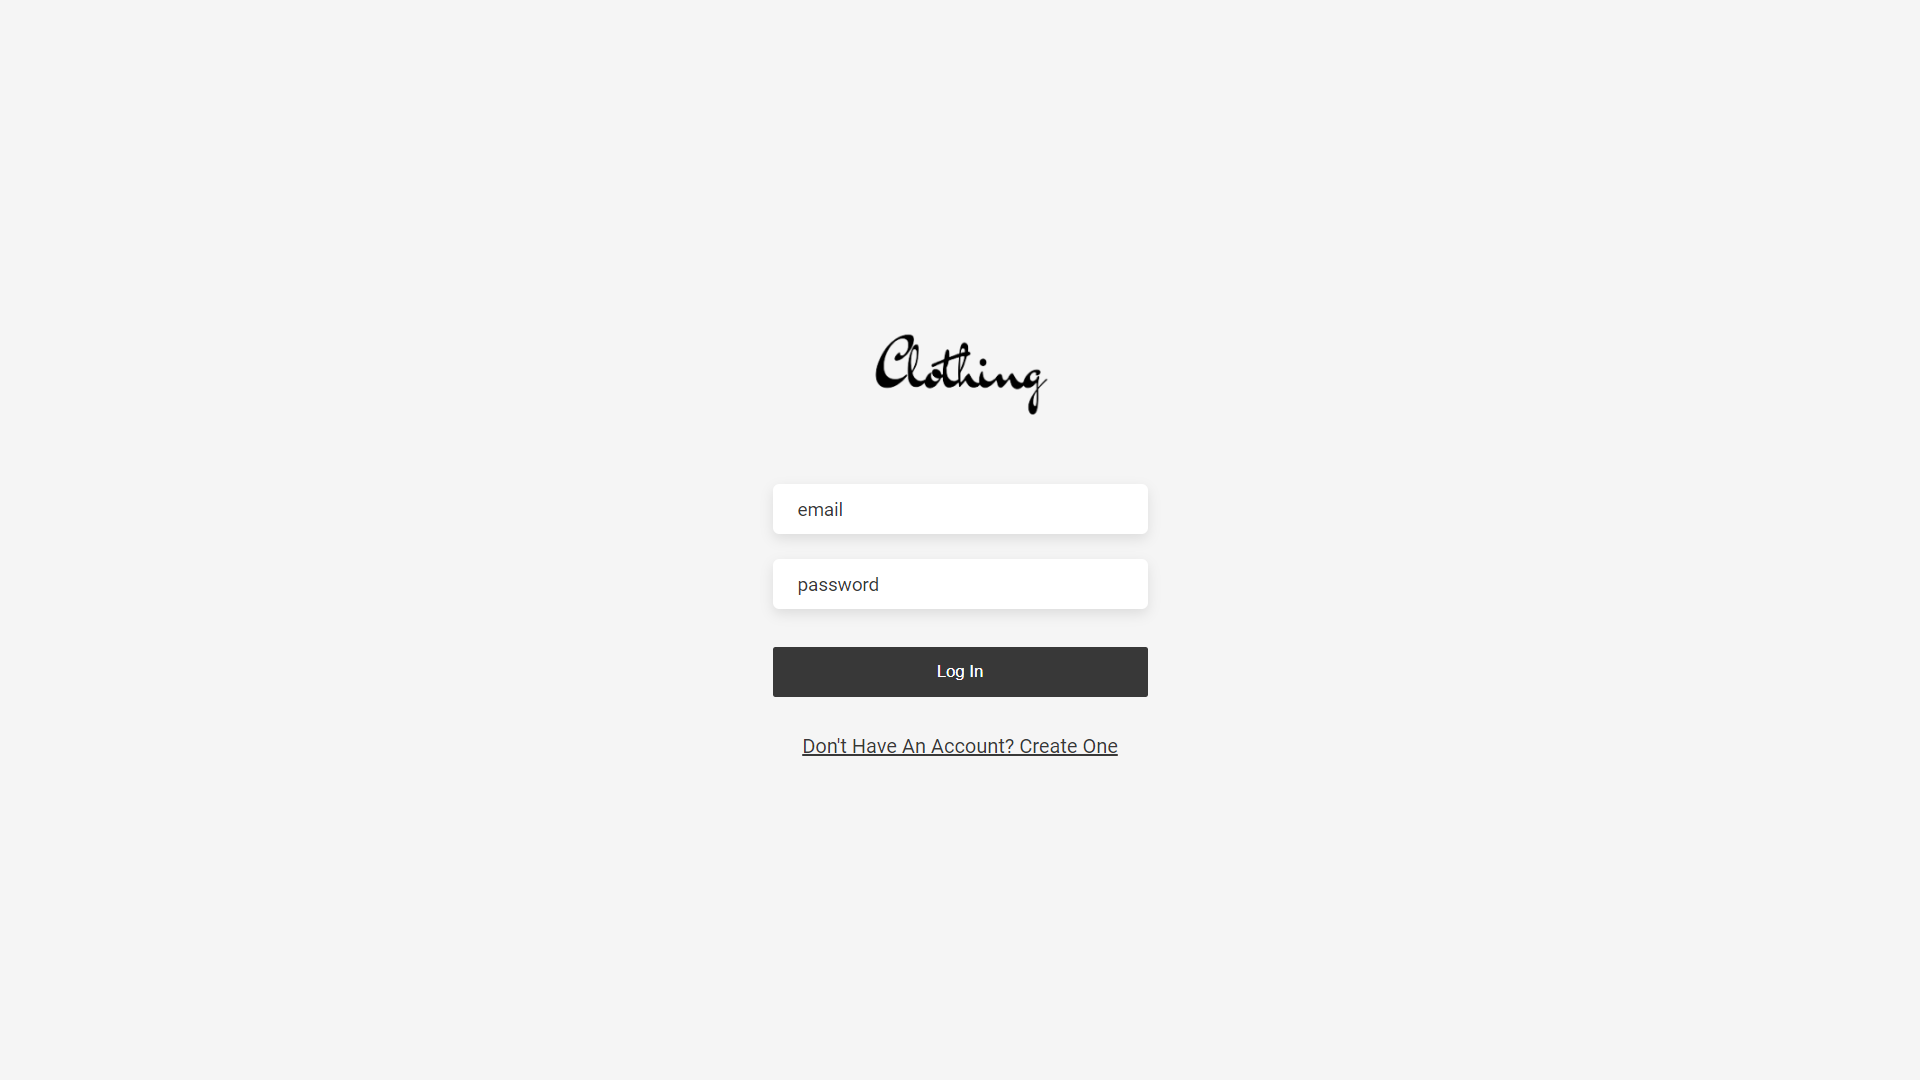 Clothing
email
password
Log In
Don't Have An Account? Create One